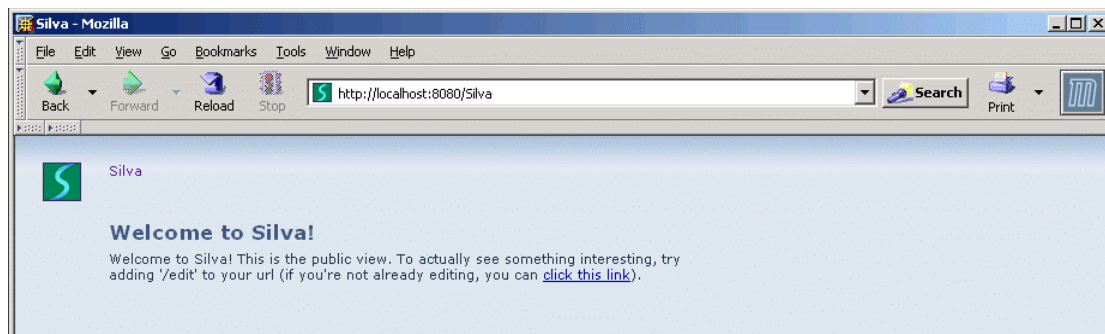 Silva - Mozilla
File Edit View Go Bookmarks Tools Window Help
Back Forward Reload Stop http://localhost:8080/Silva Search Print
Silva
Welcome to Silva!
Welcome to Silva! This is the public view. To actually see something interesting, try
adding '/edit' to your url (if you're not already editing, you can click this link).